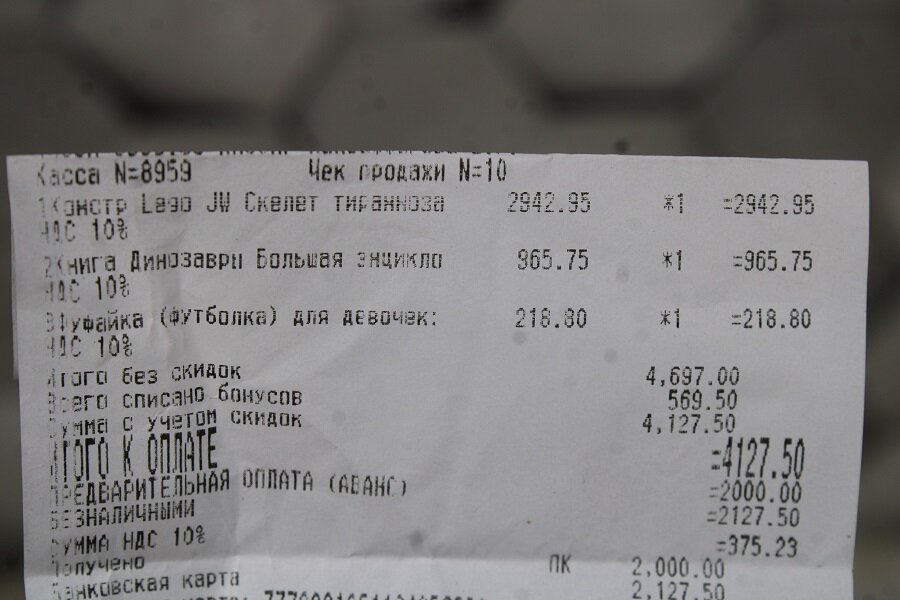 Касса N=8959 Чек продажи N=10
1Констр Lego JW Скелет тиранноза 2942.95 *1 =2942.95
НДС 10%
2Книга Динозавры Большая энцикло 965.75 *1 =965.75
НДС 10%
3Фуфайка (футболка) для девочек: 218.80 *1 =218.80
НДС 10%
Итого без скидок 4,697.00
Всего списано бонусов 569.50
Сумма с учетом скидок 4,127.50
ИТОГО К ОПЛАТЕ =4127.50
ПРЕДВАРИТЕЛЬНАЯ ОПЛАТА (АВАНС) =2000.00
БЕЗНАЛИЧНЫМИ =2127.50
СУММА НДС 10% =375.23
Получено ПК 2,000.00
Банковская карта 2,127.50